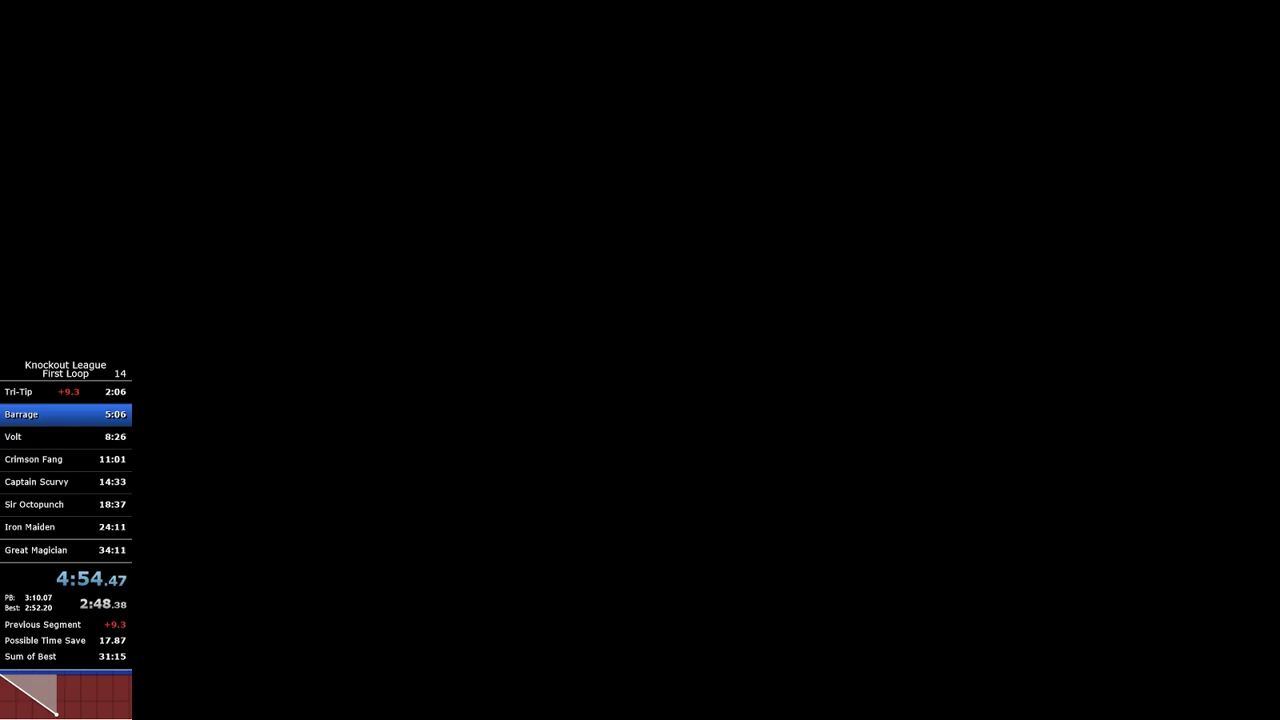 Knockout League
First Loop 14
Tri-Tip +9.3 2:06
Barrage 5:06
Volt 8:26
Crimson Fang 11:01
Captain Scurvy 14:33
Sir Octopunch 18:37
Iron Maiden 24:11
Great Magician 34:11
4:54.47
PB: 3:10.07
Best: 2:52.20
2:48.38
Previous Segment +9.3
Possible Time Save 17.87
Sum of Best 31:15